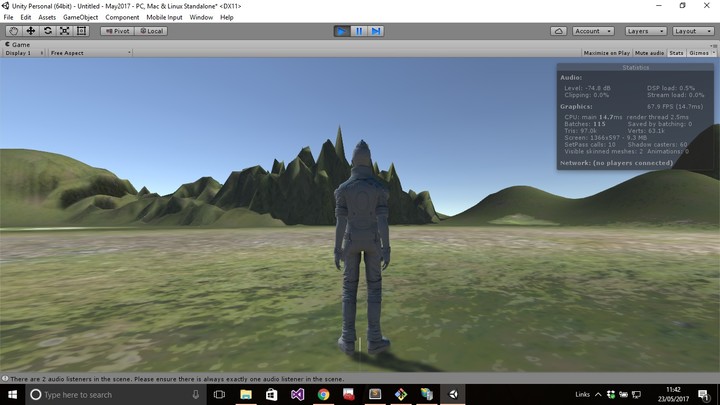 Unity Personal (64bit) - Untitled - May2017 - PC, Mac & Linux Standalone* <DX11>
File Edit Assets GameObject Component Mobile Input Window Help
Pivot Local Account Layers Layout
Game
Display 1 Free Aspect Maximize on Play Mute audio Stats Gizmos
Statistics
Audio:
Level: -74.8 dB DSP load: 0.5%
Clipping: 0.0% Stream load: 0.0%
Graphics: 67.9 FPS (14.7ms)
CPU: main 14.7ms render thread 2.5ms
Batches: 115 Saved by batching: 0
Tris: 97.0k Verts: 63.1k
Screen: 1366x597 - 9.3 MB
SetPass calls: 10 Shadow casters: 60
Visible skinned meshes: 2 Animations: 0
Network: (no players connected)
There are 2 audio listeners in the scene. Please ensure there is always exactly one audio listener in the scene.
Type here to search
Links
11:42
23/05/2017